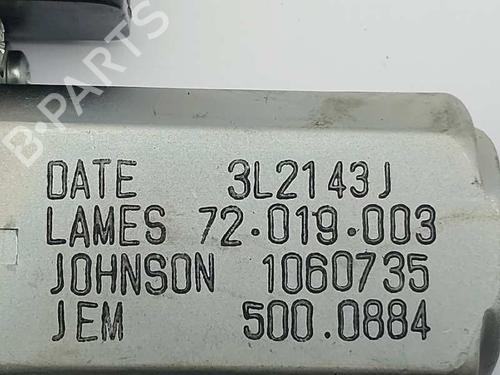 DATE 3L2143J
LAMES 72.019.003
JOHNSON 1060735
JEM 500.0884
B-PARTS